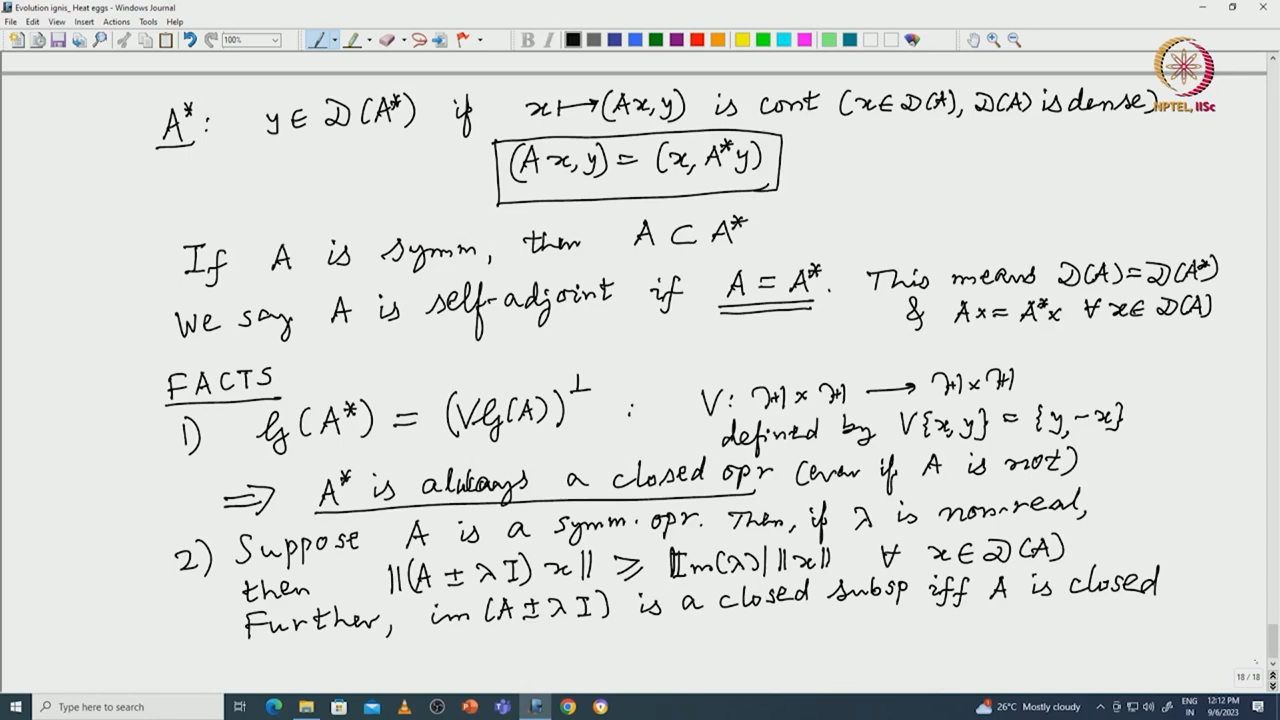 Evolution ignis_ Heat eggs - Windows Journal
File Edit View Insert Actions Tools Help
100%
B I
NPTEL, IISc
A*: y ∈ D(A*) if x ⟼ (Ax, y) is cont (x ∈ D(A), D(A) is dense)
(Ax, y) = (x, A*y)
If A is symm, then A ⊂ A*
We say A is self-adjoint if A = A*. This means D(A) = D(A*)
& Ax = A*x ∀ x ∈ D(A)
FACTS
1) G(A*) = (VG(A))^⊥ : V: H × H ⟶ H × H
defined by V{x, y} = {y, -x}
⟹ A* is always a closed opr (even if A is not)
2) Suppose A is a symm. opr. Then, if λ is non-real,
then ||(A ± λI)x|| ⩾ |Im(λ)| ||x|| ∀ x ∈ D(A)
Further, im(A ± λI) is a closed subsp iff A is closed
18 / 18
Type here to search
26°C Mostly cloudy
ENG
IN
12:12 PM
9/6/2023